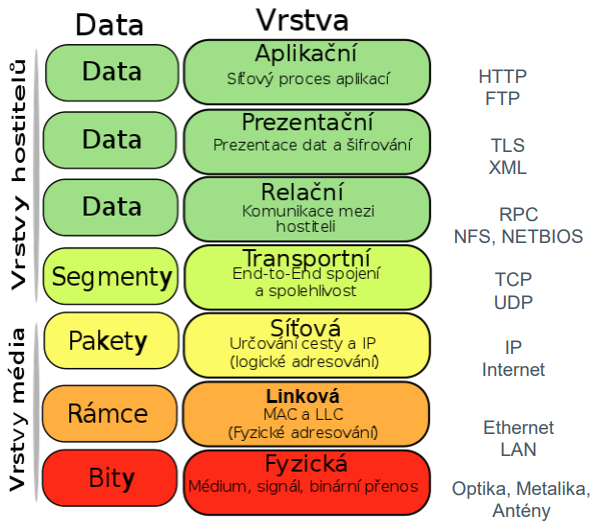 Data
Vrstva
Vrstvy hostitelů
Data
Aplikační
Síťový proces aplikací
HTTP
FTP
Data
Prezentační
Prezentace dat a šifrování
TLS
XML
Data
Relační
Komunikace mezi
hostiteli
RPC
NFS, NETBIOS
Segmenty
Transportní
End-to-End spojení
a spolehlivost
TCP
UDP
Vrstvy média
Pakety
Síťová
Určování cesty a IP
(logické adresování)
IP
Internet
Rámce
Linková
MAC a LLC
(Fyzické adresování)
Ethernet
LAN
Bity
Fyzická
Médium, signál, binární přenos
Optika, Metalika,
Antény